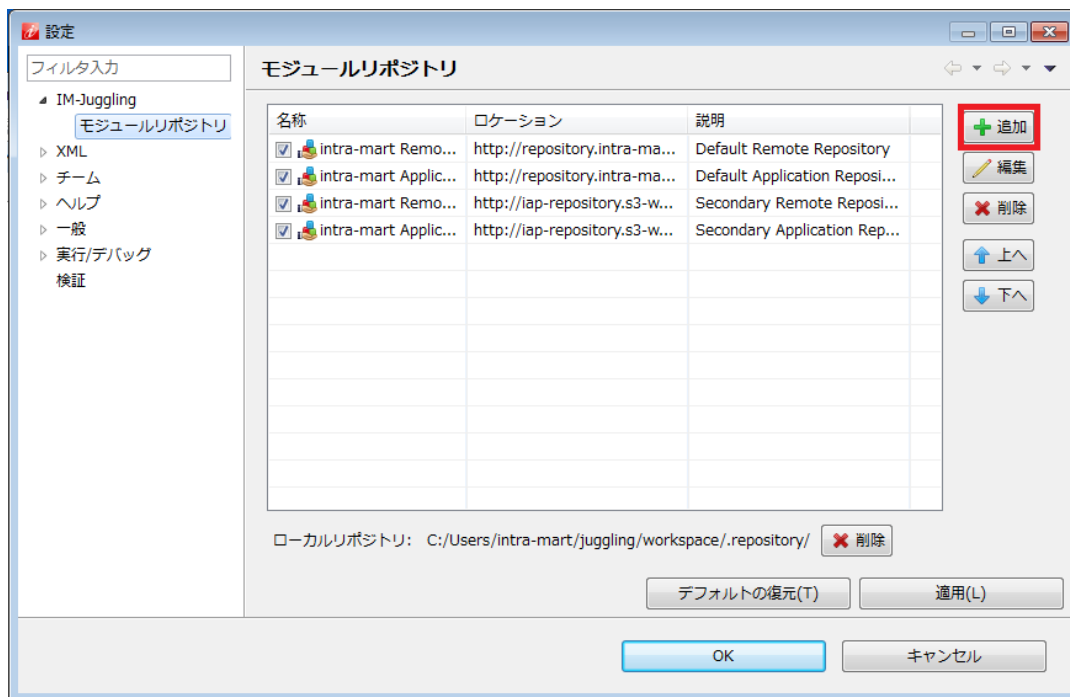 設定
フィルタ入力
モジュールリポジトリ
IM-Juggling
モジュールリポジトリ
XML
チーム
ヘルプ
一般
実行/デバッグ
検証
名称 ロケーション 説明
intra-mart Remo... http://repository.intra-ma... Default Remote Repository
intra-mart Applic... http://repository.intra-ma... Default Application Reposi...
intra-mart Remo... http://iap-repository.s3-w... Secondary Remote Reposi...
intra-mart Applic... http://iap-repository.s3-w... Secondary Application Rep...
追加
編集
削除
上へ
下へ
ローカルリポジトリ: C:/Users/intra-mart/juggling/workspace/.repository/ 削除
デフォルトの復元(T) 適用(L)
OK キャンセル